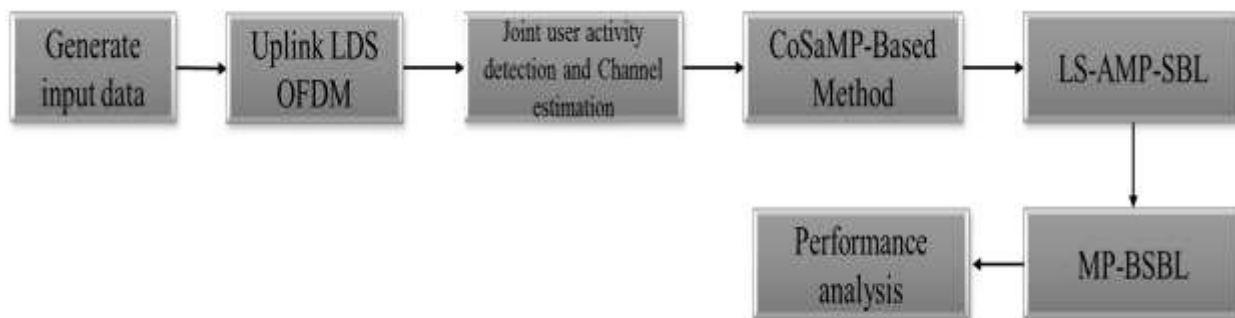 Generate
input data
Uplink LDS
OFDM
Joint user activity
detection and Channel
estimation
CoSaMP-Based
Method
LS-AMP-SBL
MP-BSBL
Performance
analysis